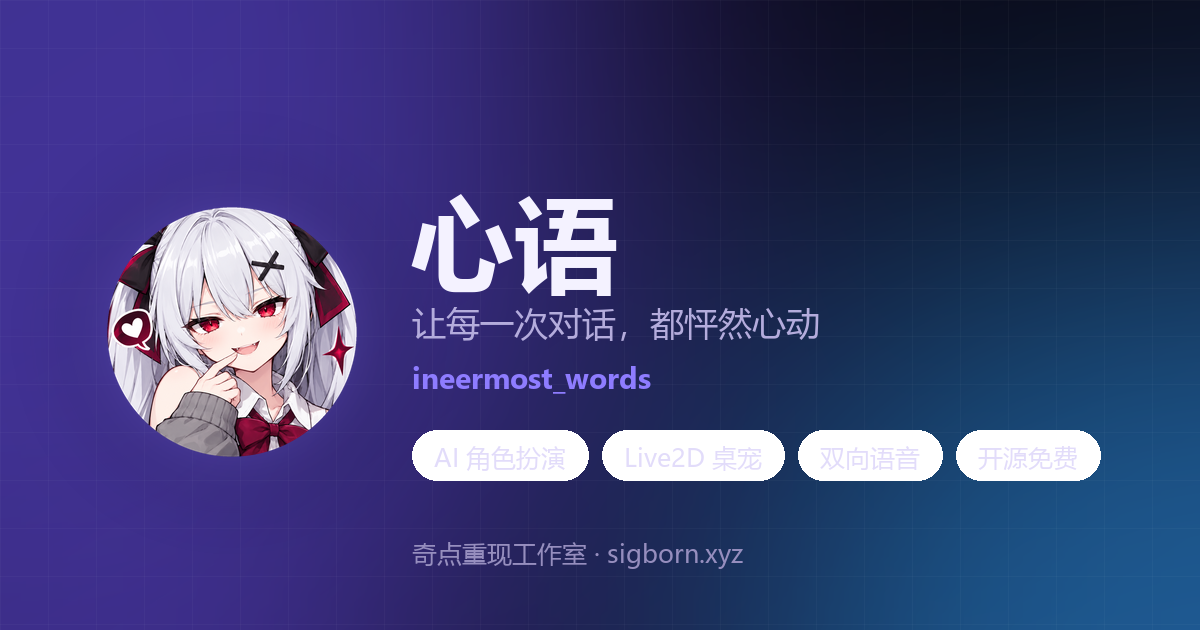 心语
让每一次对话，都怦然心动
ineermost_words
AI 角色扮演 Live2D 桌宠 双向语音 开源免费
奇点重现工作室 · sigborn.xyz